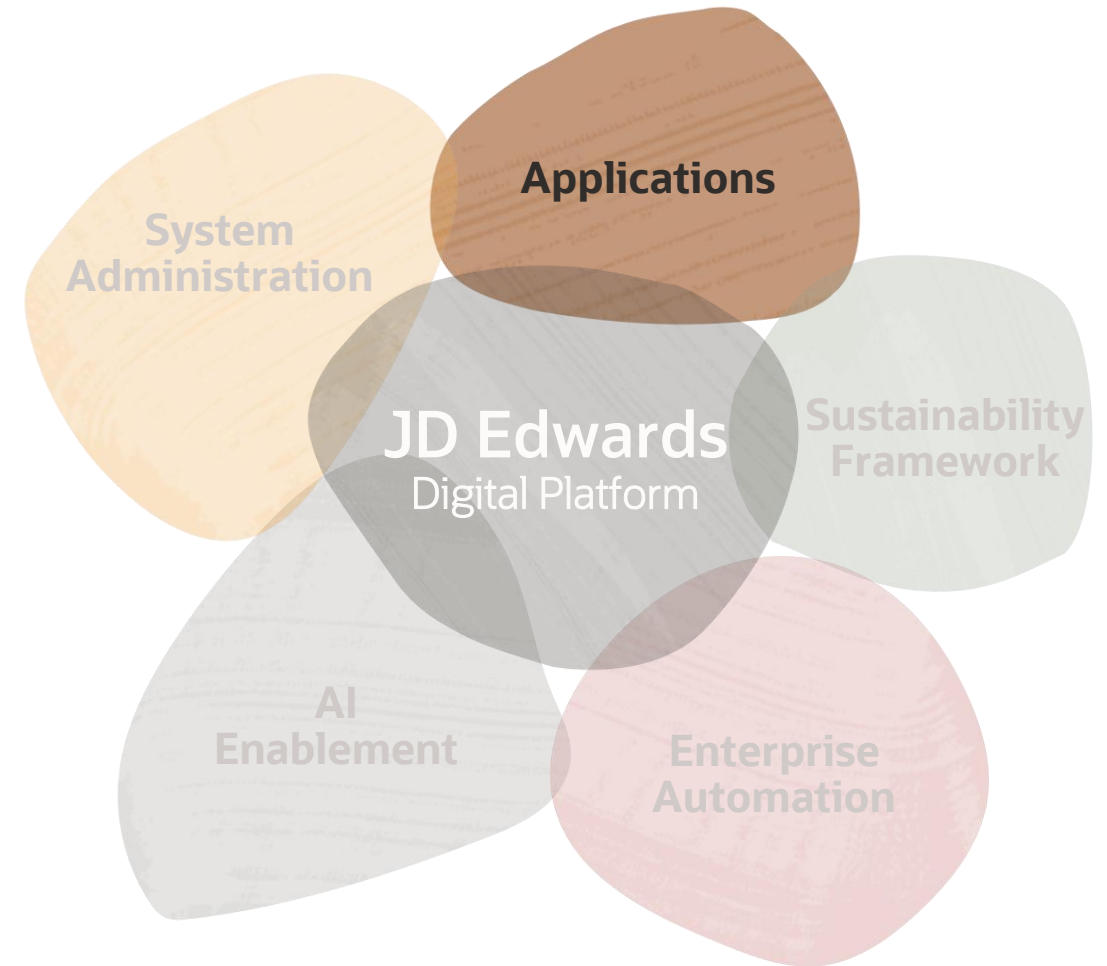 Applications
System
Administration
JD Edwards
Digital Platform
Sustainability
Framework
AI
Enablement
Enterprise
Automation